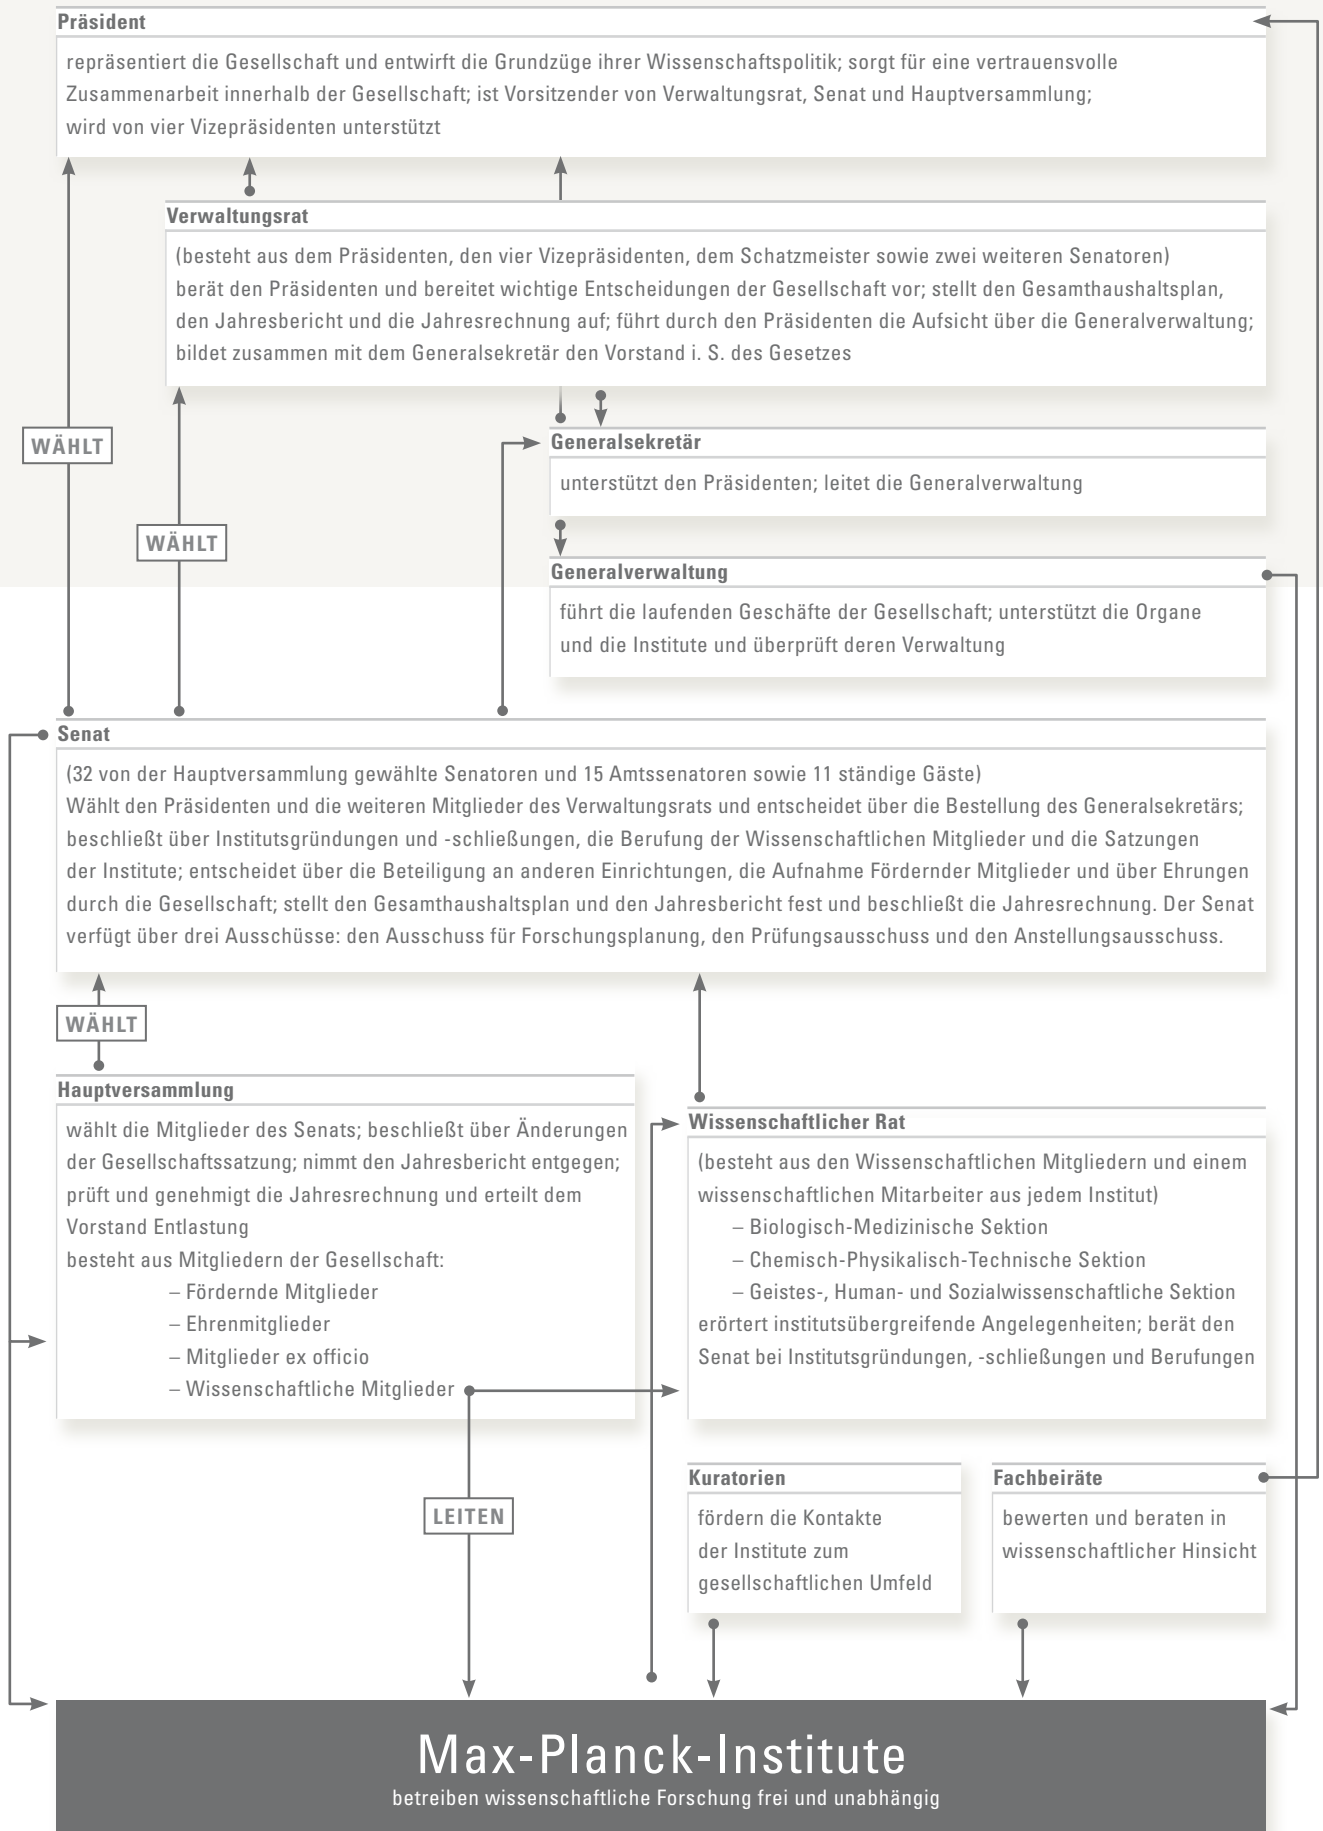 Präsident
repräsentiert die Gesellschaft und entwirft die Grundzüge ihrer Wissenschaftspolitik; sorgt für eine vertrauensvolle
Zusammenarbeit innerhalb der Gesellschaft; ist Vorsitzender von Verwaltungsrat, Senat und Hauptversammlung;
wird von vier Vizepräsidenten unterstützt
Verwaltungsrat
(besteht aus dem Präsidenten, den vier Vizepräsidenten, dem Schatzmeister sowie zwei weiteren Senatoren)
berät den Präsidenten und bereitet wichtige Entscheidungen der Gesellschaft vor; stellt den Gesamthaushaltsplan,
den Jahresbericht und die Jahresrechnung auf; führt durch den Präsidenten die Aufsicht über die Generalverwaltung;
bildet zusammen mit dem Generalsekretär den Vorstand i. S. des Gesetzes
WÄHLT
Generalsekretär
unterstützt den Präsidenten; leitet die Generalverwaltung
WÄHLT
Generalverwaltung
führt die laufenden Geschäfte der Gesellschaft; unterstützt die Organe
und die Institute und überprüft deren Verwaltung
Senat
(32 von der Hauptversammlung gewählte Senatoren und 15 Amtssenatoren sowie 11 ständige Gäste)
Wählt den Präsidenten und die weiteren Mitglieder des Verwaltungsrats und entscheidet über die Bestellung des Generalsekretärs;
beschließt über Institutsgründungen und -schließungen, die Berufung der Wissenschaftlichen Mitglieder und die Satzungen
der Institute; entscheidet über die Beteiligung an anderen Einrichtungen, die Aufnahme Fördernder Mitglieder und über Ehrungen
durch die Gesellschaft; stellt den Gesamthaushaltsplan und den Jahresbericht fest und beschließt die Jahresrechnung. Der Senat
verfügt über drei Ausschüsse: den Ausschuss für Forschungsplanung, den Prüfungsausschuss und den Anstellungsausschuss.
WÄHLT
Hauptversammlung
wählt die Mitglieder des Senats; beschließt über Änderungen
der Gesellschaftssatzung; nimmt den Jahresbericht entgegen;
prüft und genehmigt die Jahresrechnung und erteilt dem
Vorstand Entlastung
besteht aus Mitgliedern der Gesellschaft:
– Fördernde Mitglieder
– Ehrenmitglieder
– Mitglieder ex officio
– Wissenschaftliche Mitglieder
Wissenschaftlicher Rat
(besteht aus den Wissenschaftlichen Mitgliedern und einem
wissenschaftlichen Mitarbeiter aus jedem Institut)
– Biologisch-Medizinische Sektion
– Chemisch-Physikalisch-Technische Sektion
– Geistes-, Human- und Sozialwissenschaftliche Sektion
erörtert institutsübergreifende Angelegenheiten; berät den
Senat bei Institutsgründungen, -schließungen und Berufungen
LEITEN
Kuratorien
fördern die Kontakte
der Institute zum
gesellschaftlichen Umfeld
Fachbeiräte
bewerten und beraten in
wissenschaftlicher Hinsicht
Max-Planck-Institute
betreiben wissenschaftliche Forschung frei und unabhängig